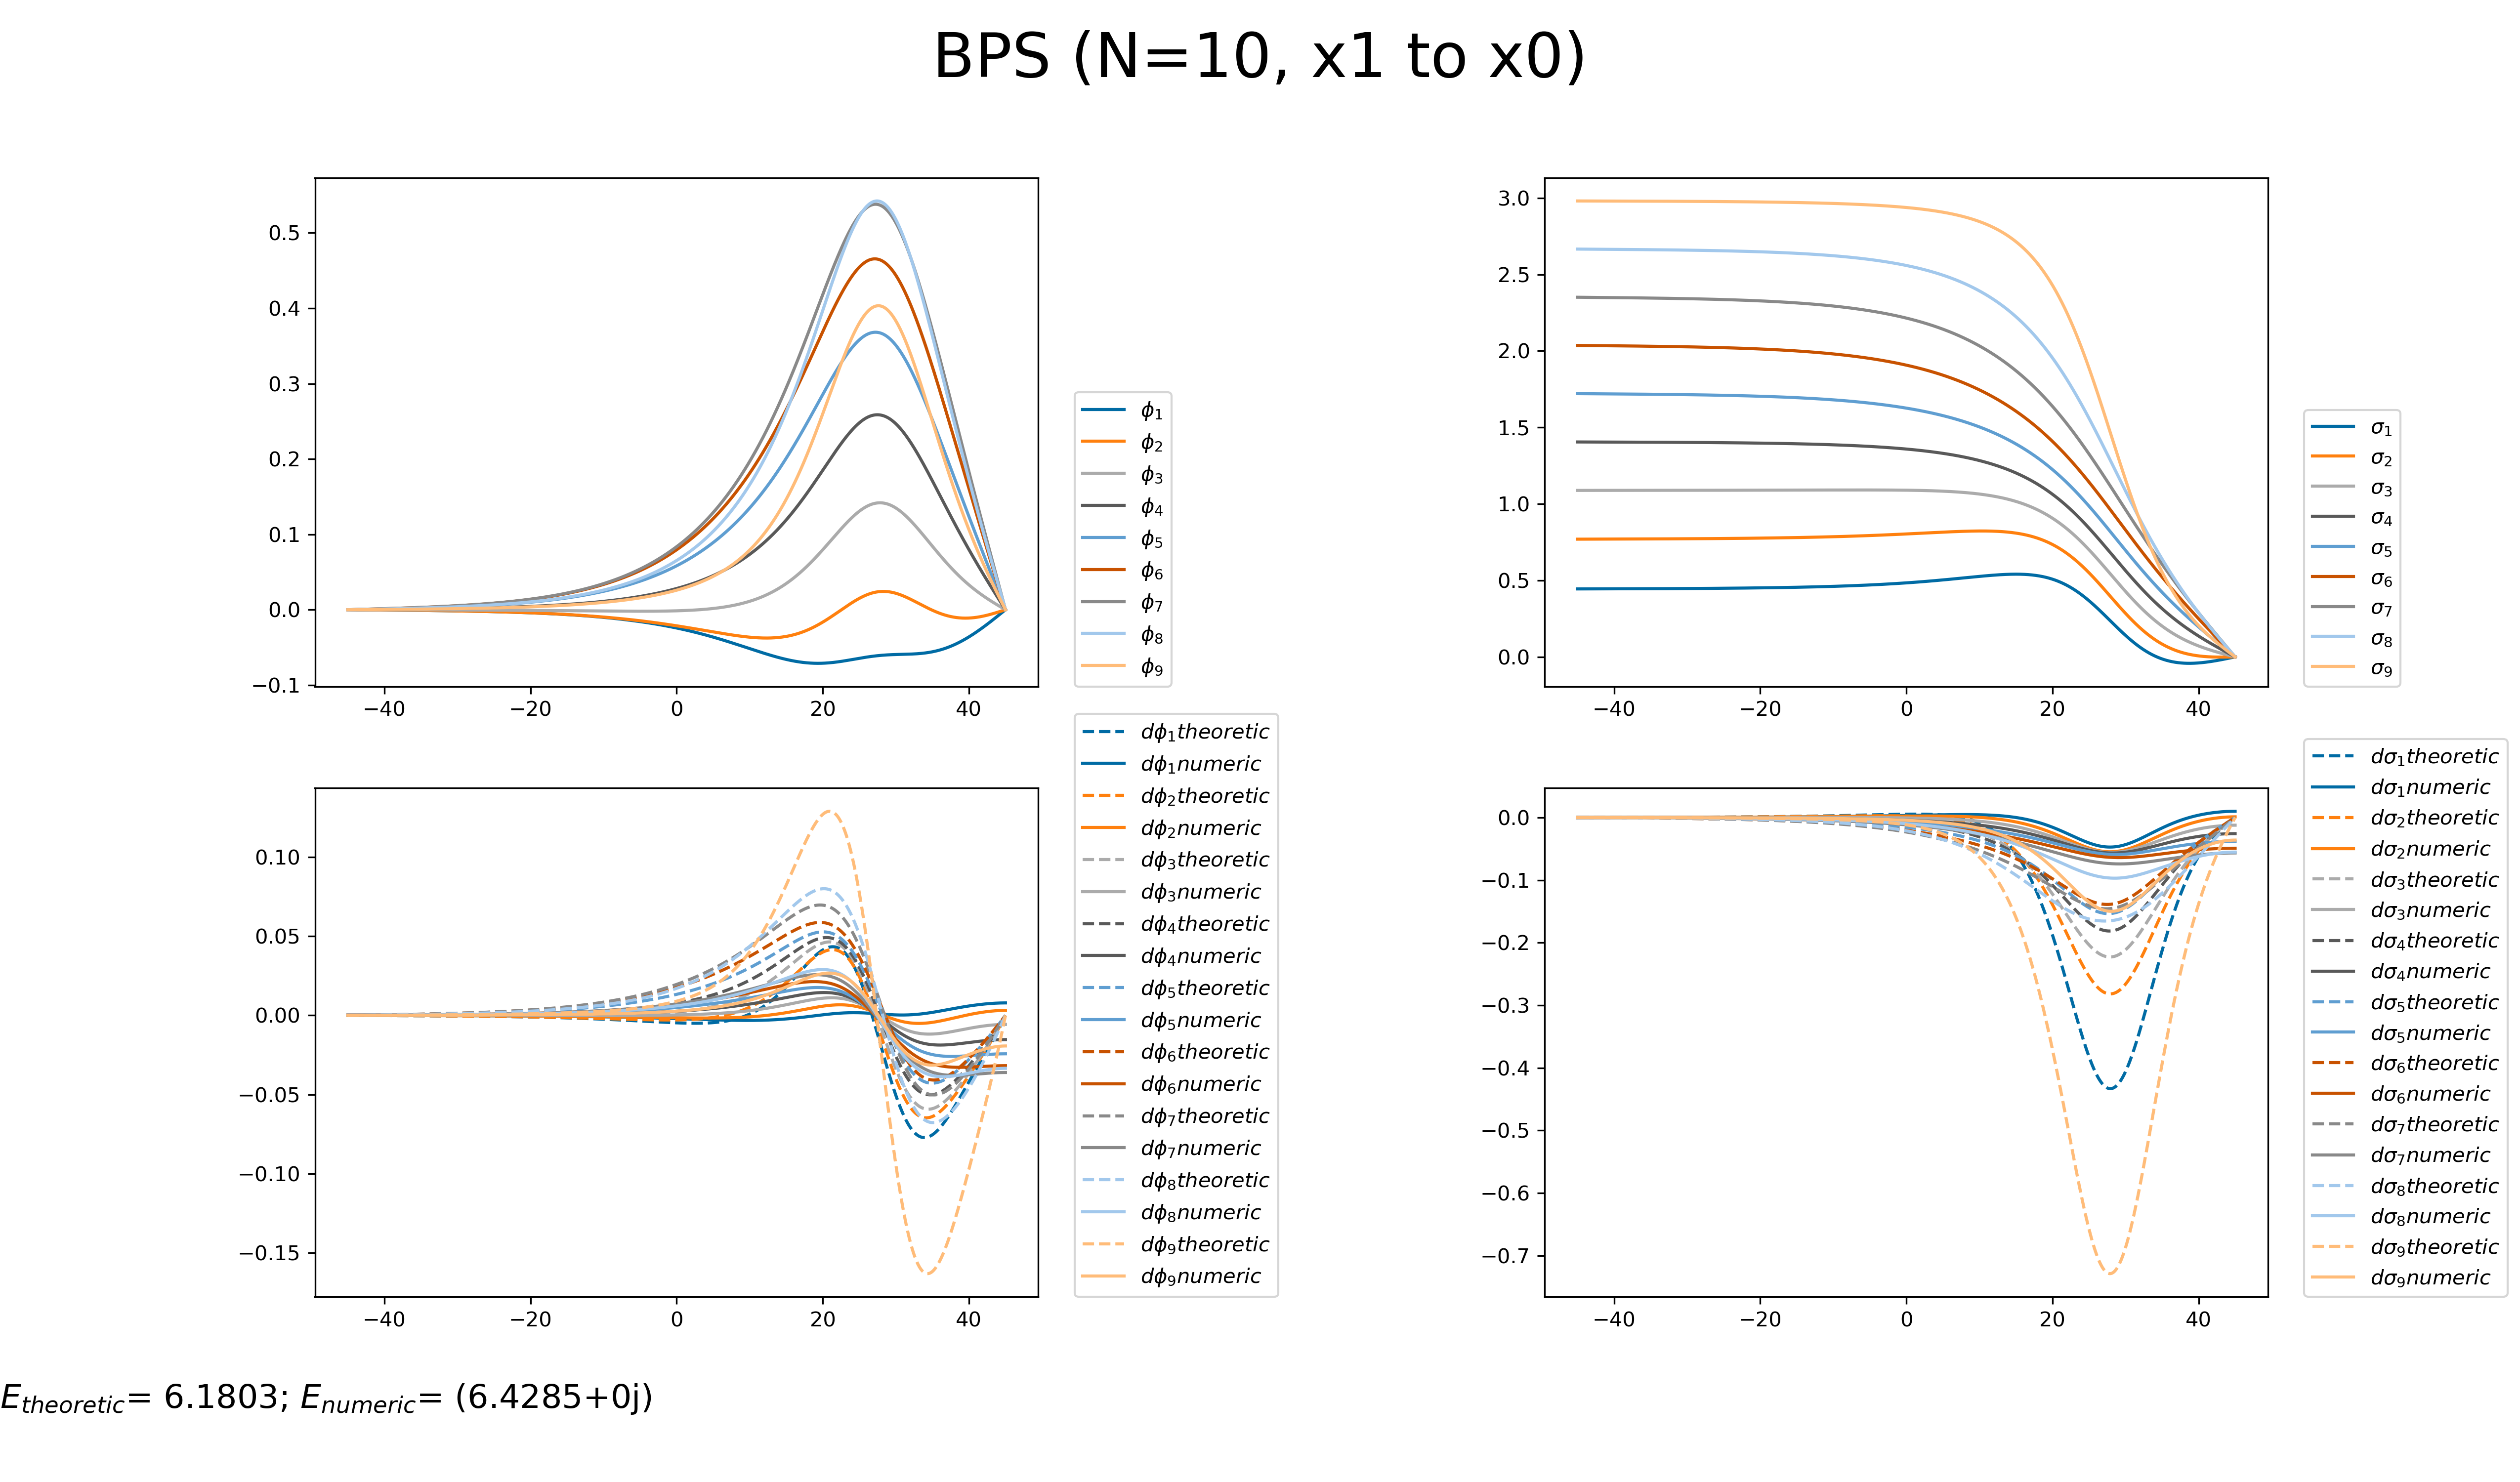 BPS (N=10, x1 to x0)
0.5
0.4
0.3
0.2
0.1
0.0
−0.1
−40 −20 0 20 40
ϕ1
ϕ2
ϕ3
ϕ4
ϕ5
ϕ6
ϕ7
ϕ8
ϕ9
3.0
2.5
2.0
1.5
1.0
0.5
0.0
−40 −20 0 20 40
σ1
σ2
σ3
σ4
σ5
σ6
σ7
σ8
σ9
0.10
0.05
0.00
−0.05
−0.10
−0.15
−40 −20 0 20 40
dϕ1theoretic
dϕ1numeric
dϕ2theoretic
dϕ2numeric
dϕ3theoretic
dϕ3numeric
dϕ4theoretic
dϕ4numeric
dϕ5theoretic
dϕ5numeric
dϕ6theoretic
dϕ6numeric
dϕ7theoretic
dϕ7numeric
dϕ8theoretic
dϕ8numeric
dϕ9theoretic
dϕ9numeric
0.0
−0.1
−0.2
−0.3
−0.4
−0.5
−0.6
−0.7
−40 −20 0 20 40
dσ1theoretic
dσ1numeric
dσ2theoretic
dσ2numeric
dσ3theoretic
dσ3numeric
dσ4theoretic
dσ4numeric
dσ5theoretic
dσ5numeric
dσ6theoretic
dσ6numeric
dσ7theoretic
dσ7numeric
dσ8theoretic
dσ8numeric
dσ9theoretic
dσ9numeric
Etheoretic= 6.1803; Enumeric= (6.4285+0j)